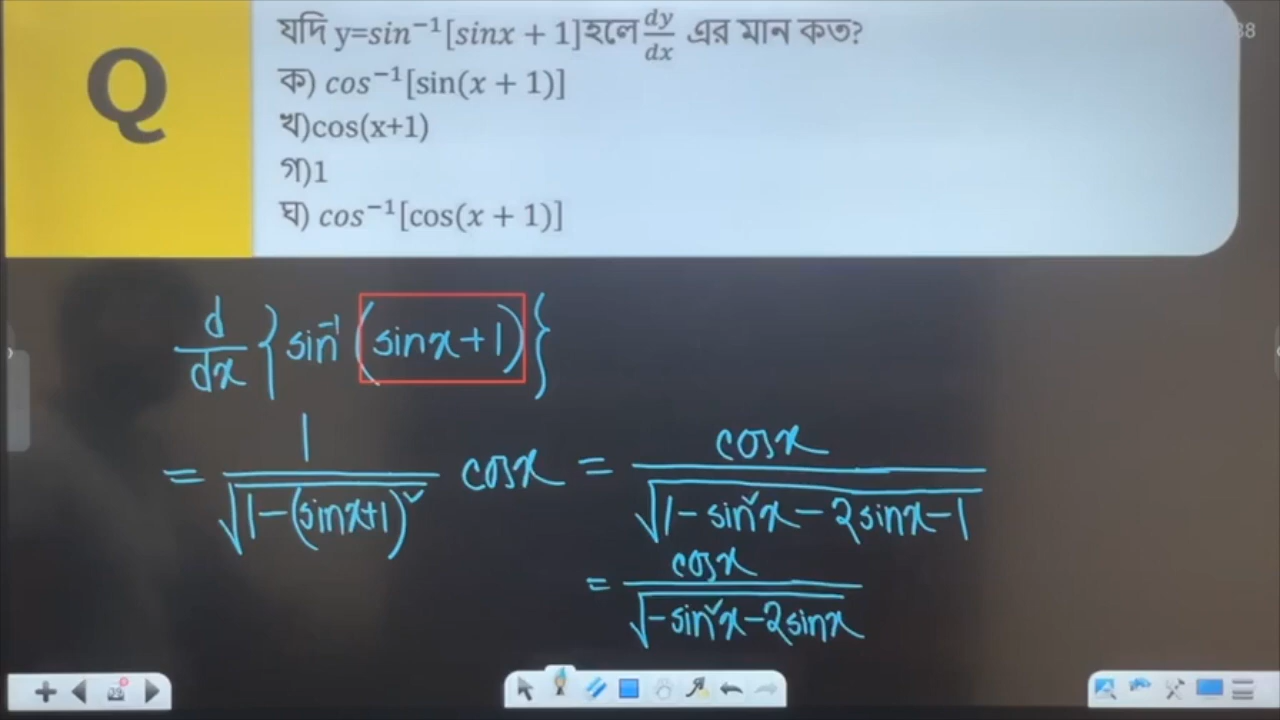 Q
যদি y=sin⁻¹[sinx + 1]হলে dy/dx এর মান কত?
38
ক) cos⁻¹[sin(x + 1)]
খ)cos(x+1)
গ)1
ঘ) cos⁻¹[cos(x + 1)]
d/dx {sin⁻¹ (sinx+1)}
= 1/√(1-(sinx+1)²) cosx = cosx/√(1-sin²x-2sinx-1)
= cosx/√(-sin²x-2sinx)